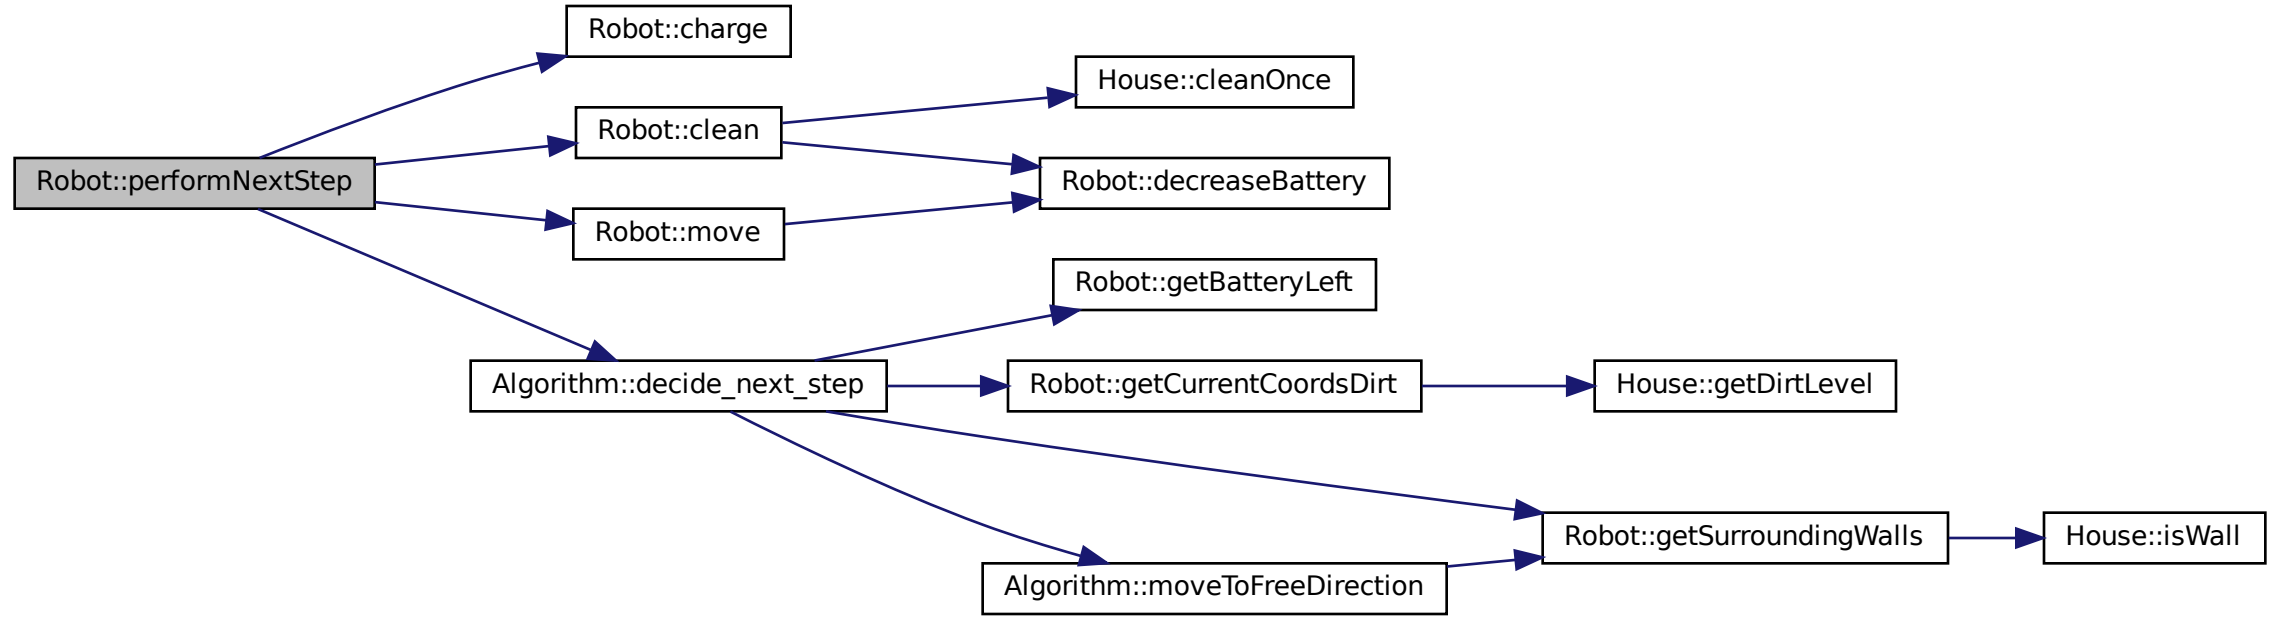 Robot::charge
House::cleanOnce
Robot::clean
Robot::performNextStep
Robot::decreaseBattery
Robot::move
Robot::getBatteryLeft
Algorithm::decide_next_step
Robot::getCurrentCoordsDirt
House::getDirtLevel
Robot::getSurroundingWalls
House::isWall
Algorithm::moveToFreeDirection